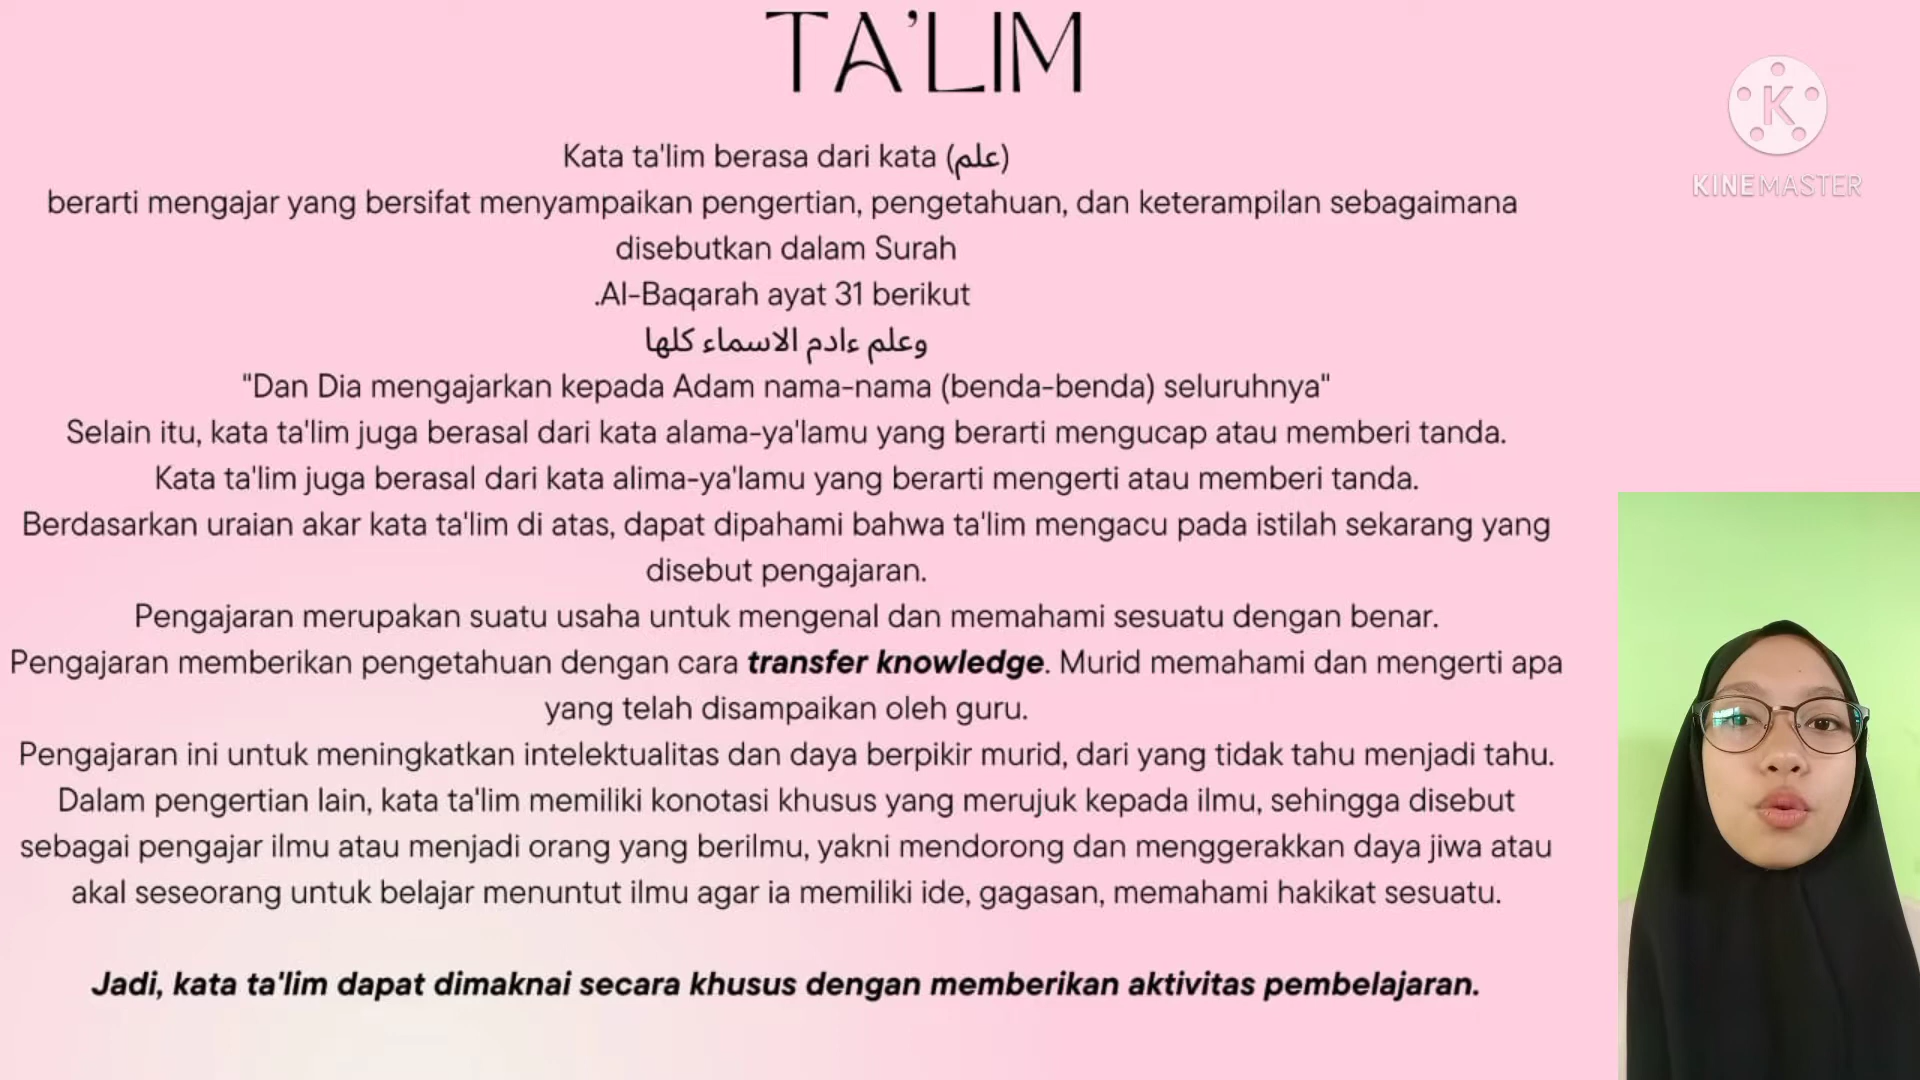 TA'LIM
Kata ta'lim berasa dari kata (علم)
berarti mengajar yang bersifat menyampaikan pengertian, pengetahuan, dan keterampilan sebagaimana
disebutkan dalam Surah
.Al-Baqarah ayat 31 berikut
وعلم ءادم الاسماء كلها
"Dan Dia mengajarkan kepada Adam nama-nama (benda-benda) seluruhnya"
Selain itu, kata ta'lim juga berasal dari kata alama-ya'lamu yang berarti mengucap atau memberi tanda.
Kata ta'lim juga berasal dari kata alima-ya'lamu yang berarti mengerti atau memberi tanda.
Berdasarkan uraian akar kata ta'lim di atas, dapat dipahami bahwa ta'lim mengacu pada istilah sekarang yang
disebut pengajaran.
Pengajaran merupakan suatu usaha untuk mengenal dan memahami sesuatu dengan benar.
Pengajaran memberikan pengetahuan dengan cara transfer knowledge. Murid memahami dan mengerti apa
yang telah disampaikan oleh guru.
Pengajaran ini untuk meningkatkan intelektualitas dan daya berpikir murid, dari yang tidak tahu menjadi tahu.
Dalam pengertian lain, kata ta'lim memiliki konotasi khusus yang merujuk kepada ilmu, sehingga disebut
sebagai pengajar ilmu atau menjadi orang yang berilmu, yakni mendorong dan menggerakkan daya jiwa atau
akal seseorang untuk belajar menuntut ilmu agar ia memiliki ide, gagasan, memahami hakikat sesuatu.
Jadi, kata ta'lim dapat dimaknai secara khusus dengan memberikan aktivitas pembelajaran.
K
KINEMASTER